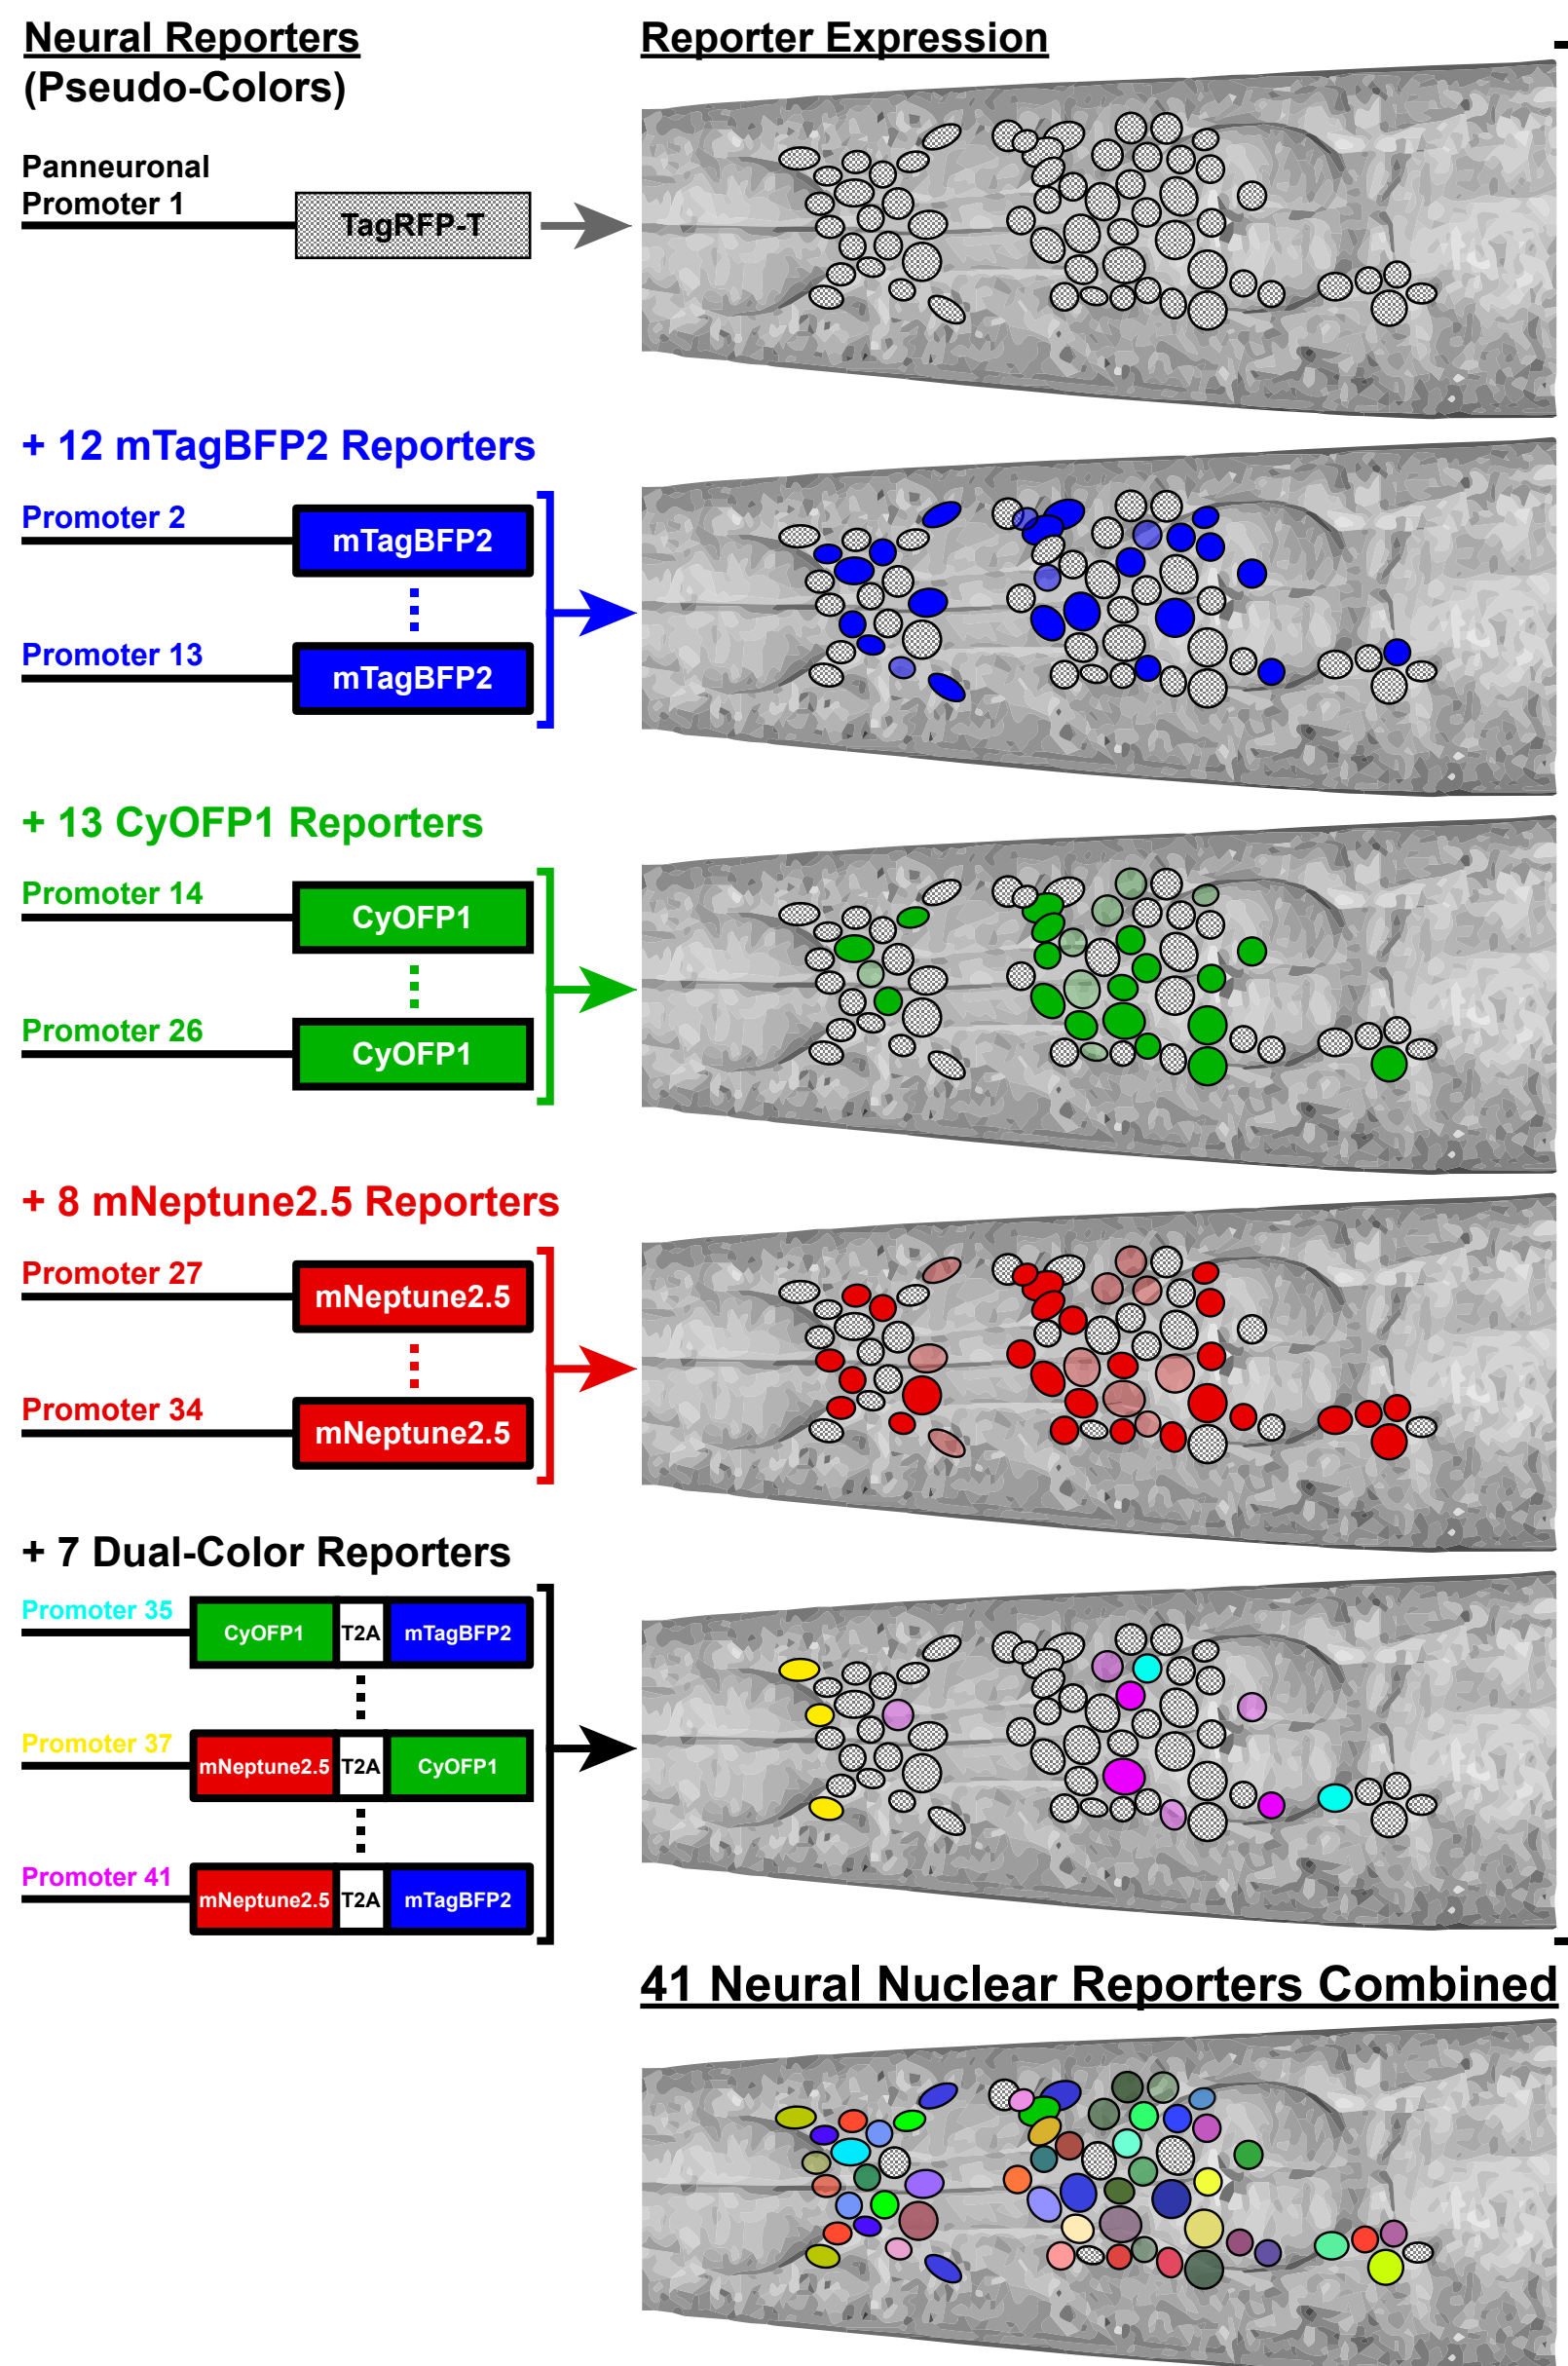 Neural Reporters
(Pseudo-Colors)
Reporter Expression
Panneuronal
Promoter 1
TagRFP-T
+ 12 mTagBFP2 Reporters
Promoter 2
mTagBFP2
Promoter 13
mTagBFP2
+ 13 CyOFP1 Reporters
Promoter 14
CyOFP1
Promoter 26
CyOFP1
+ 8 mNeptune2.5 Reporters
Promoter 27
mNeptune2.5
Promoter 34
mNeptune2.5
+ 7 Dual-Color Reporters
Promoter 35
CyOFP1 T2A mTagBFP2
Promoter 37
mNeptune2.5 T2A CyOFP1
Promoter 41
mNeptune2.5 T2A mTagBFP2
41 Neural Nuclear Reporters Combined